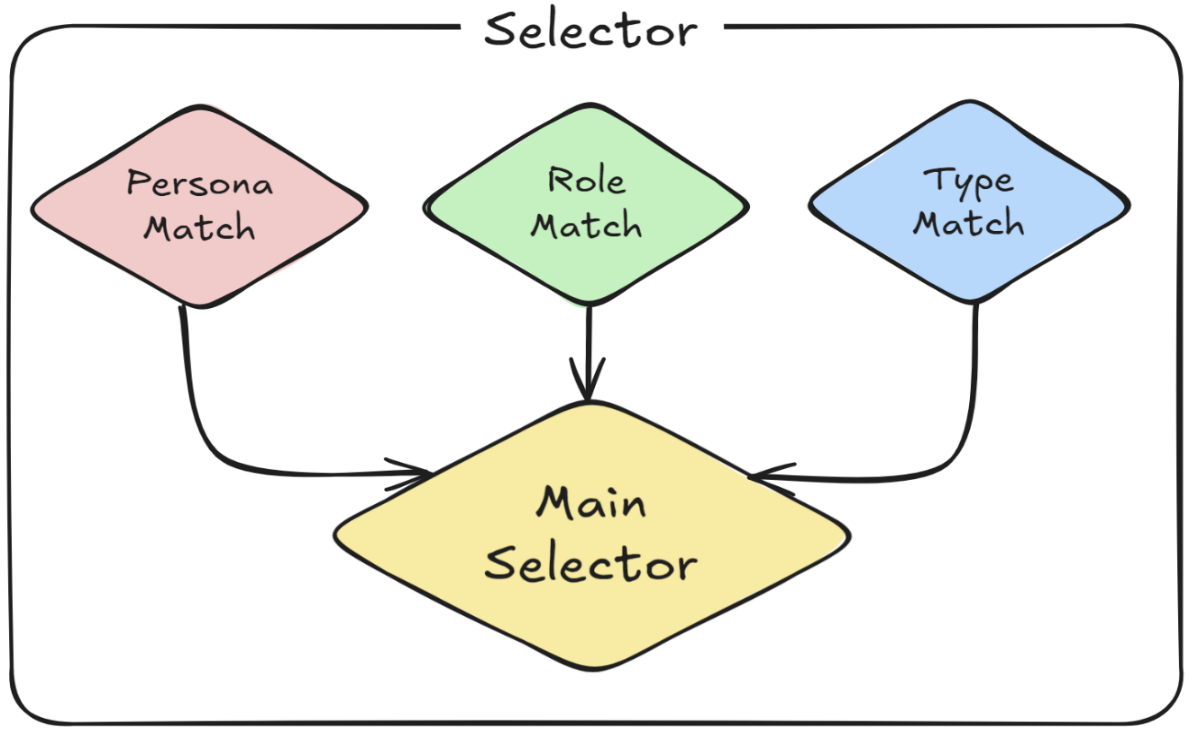 Selector
Persona
Match
Role
Match
Type
Match
Main
Selector